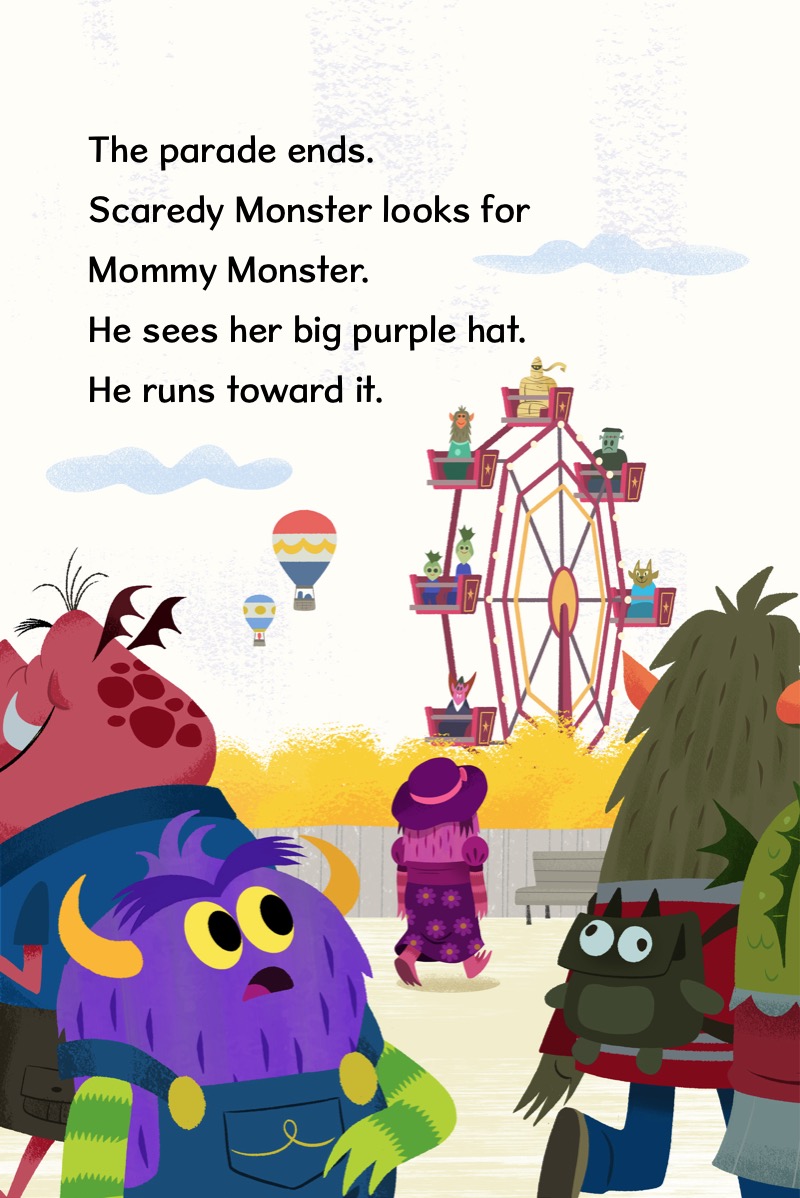 The parade ends.
Scaredy Monster looks for
Mommy Monster.
He sees her big purple hat.
He runs toward it.